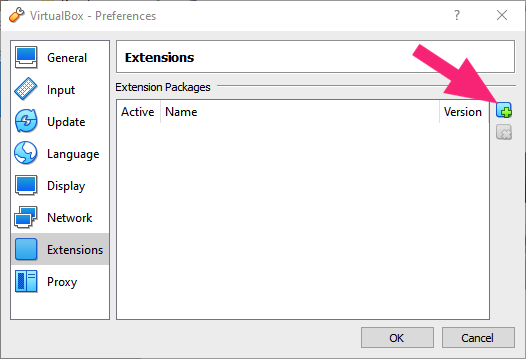 VirtualBox - Preferences
General
Input
Update
Language
Display
Network
Extensions
Proxy
Extensions
Extension Packages
Active Name Version
OK Cancel